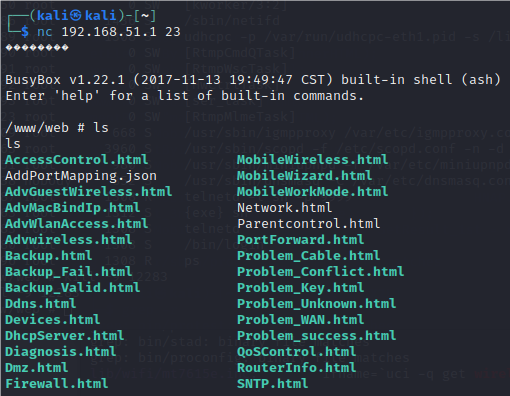 ┌──(kali㉿kali)-[~]
└─$ nc 192.168.51.1 23
��������
BusyBox v1.22.1 (2017-11-13 19:49:47 CST) built-in shell (ash)
Enter 'help' for a list of built-in commands.
/www/web # ls
ls
AccessControl.html MobileWireless.html
AddPortMapping.json MobileWizard.html
AdvGuestWireless.html MobileWorkMode.html
AdvMacBindIp.html Network.html
AdvWlanAccess.html Parentcontrol.html
Advwireless.html PortForward.html
Backup.html Problem_Cable.html
Backup_Fail.html Problem_Conflict.html
Backup_Valid.html Problem_Key.html
Ddns.html Problem_Unknown.html
Devices.html Problem_WAN.html
DhcpServer.html Problem_success.html
Diagnosis.html QoSControl.html
Dmz.html RouterInfo.html
Firewall.html SNTP.html